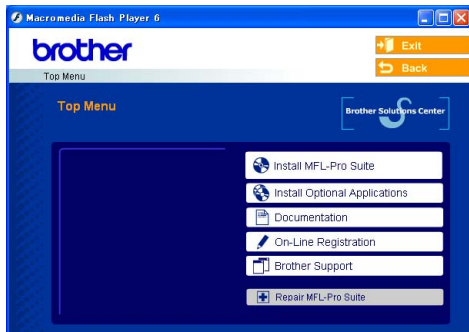 Macromedia Flash Player 6
brother
Exit
Back
Top Menu
Top Menu
Brother Solutions Center
Install MFL-Pro Suite
Install Optional Applications
Documentation
On-Line Registration
Brother Support
Repair MFL-Pro Suite